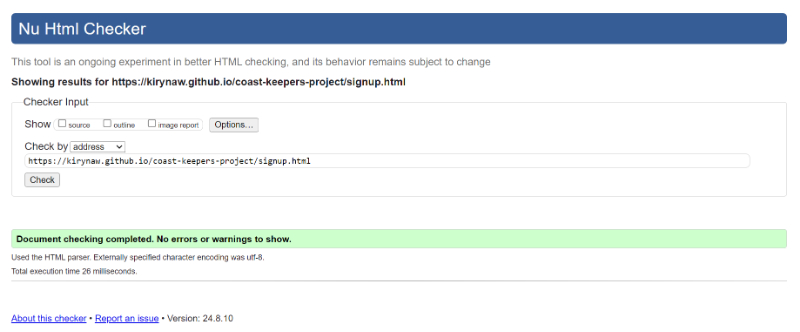 Nu Html Checker
This tool is an ongoing experiment in better HTML checking, and its behavior remains subject to change
Showing results for https://kirynaw.github.io/coast-keepers-project/signup.html
Checker Input
Show source outline image report Options...
Check by address
https://kirynaw.github.io/coast-keepers-project/signup.html
Check
Document checking completed. No errors or warnings to show.
Used the HTML parser. Externally specified character encoding was utf-8.
Total execution time 26 milliseconds.
About this checker • Report an issue • Version: 24.8.10